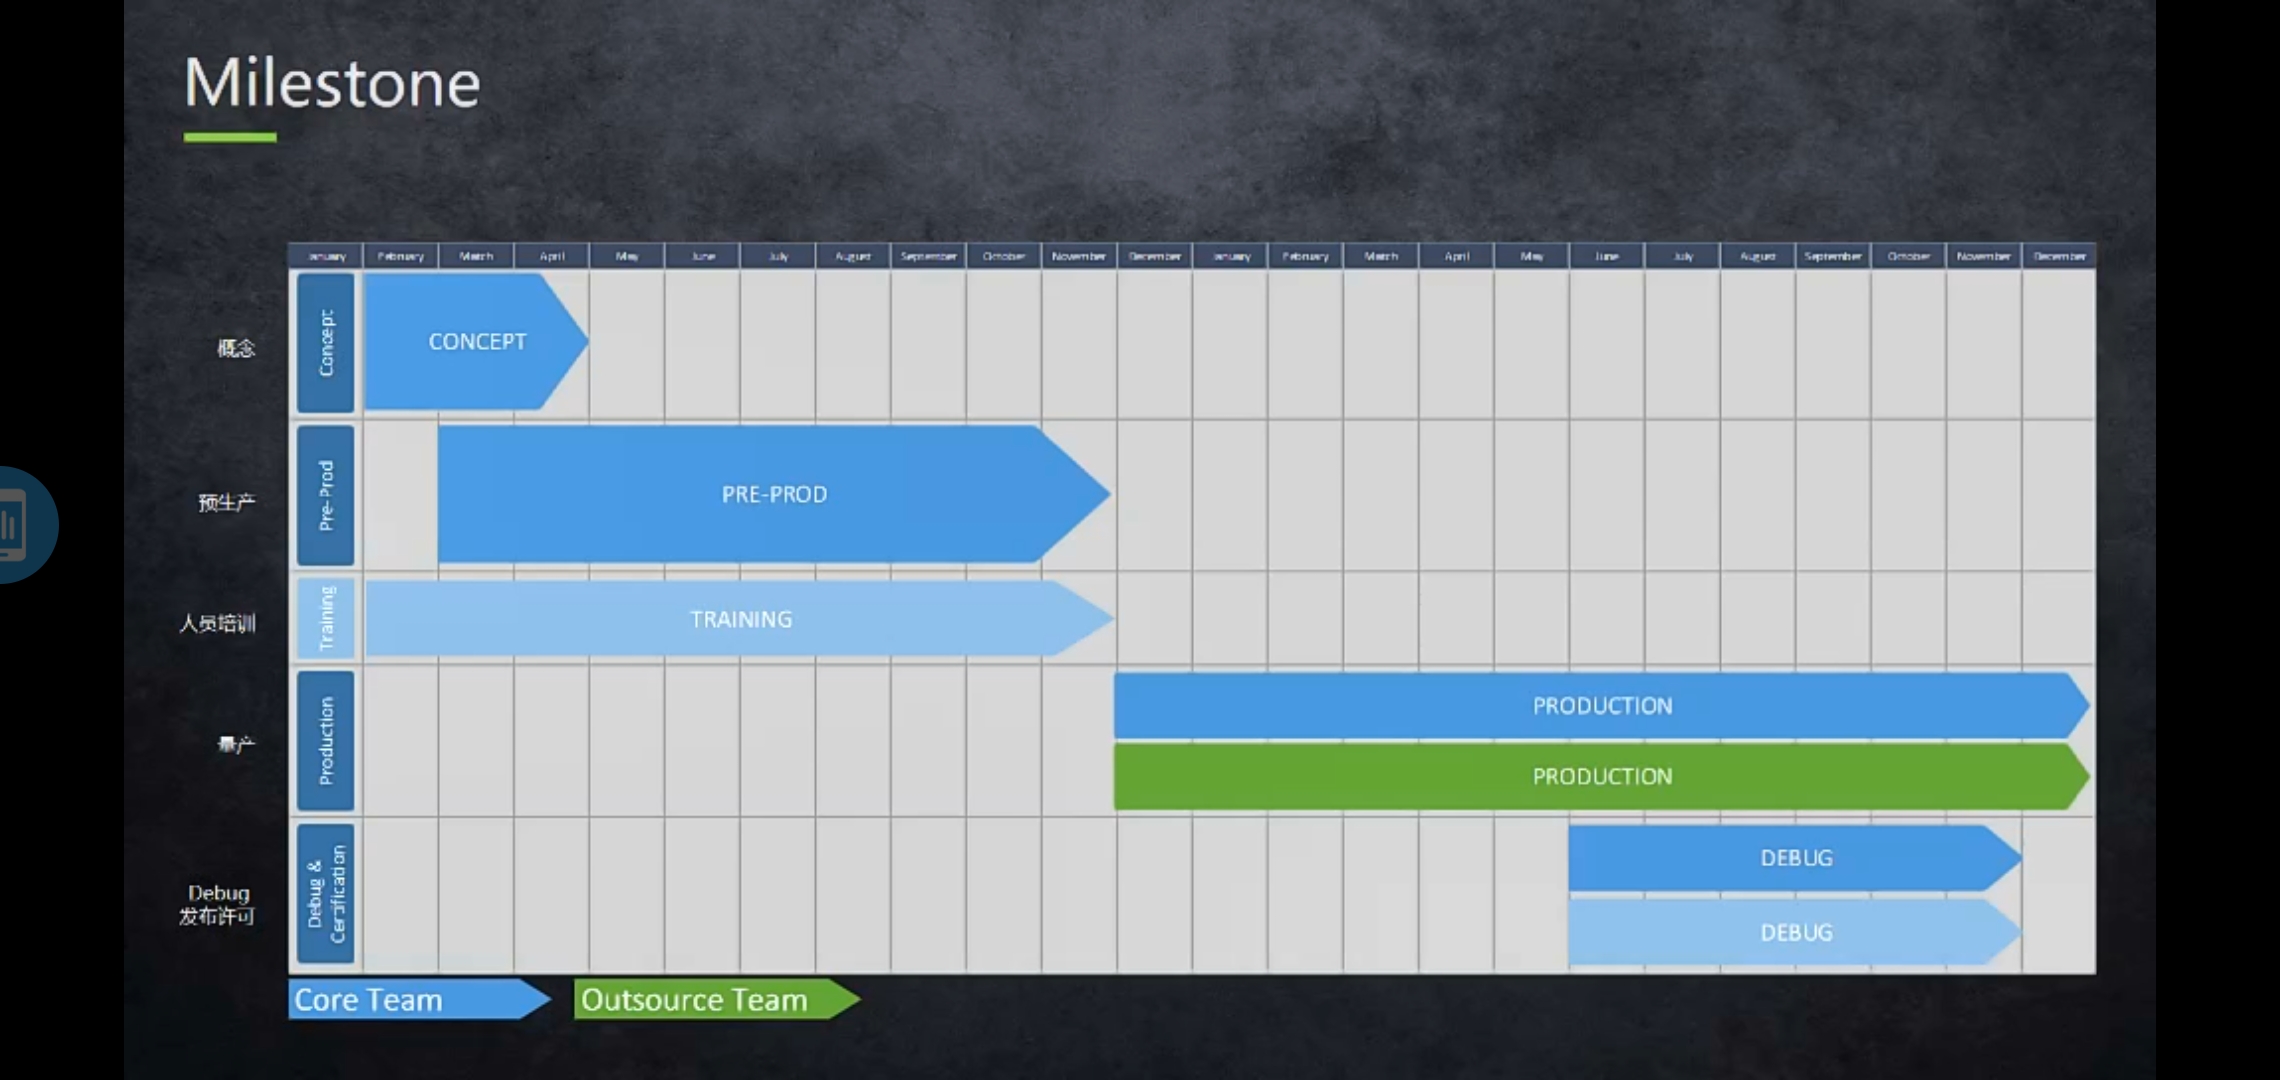 Milestone
January February March April May June July August September October November December January February March April May June July August September October November December
概念
Concept
CONCEPT
预生产
Pre-Prod
PRE-PROD
人员培训
Training
TRAINING
量产
Production
PRODUCTION
PRODUCTION
Debug
发布许可
Debug &
Certification
DEBUG
DEBUG
Core Team
Outsource Team